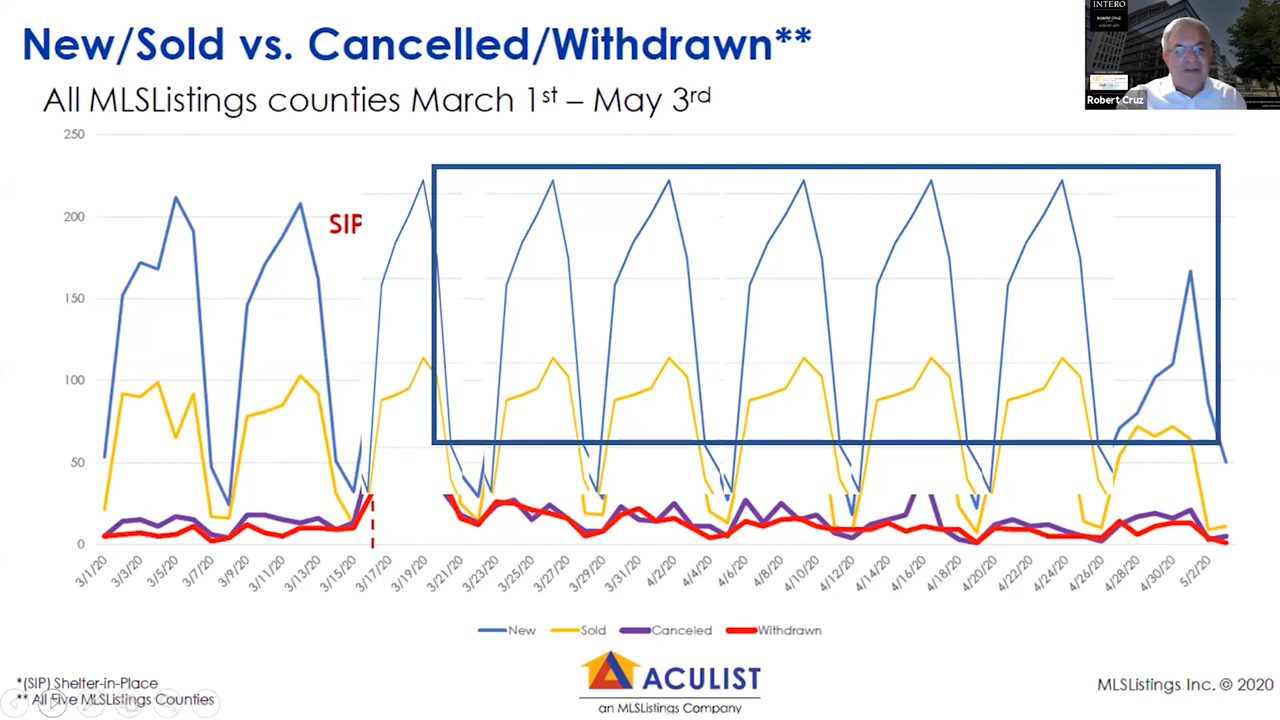 New/Sold vs. Cancelled/Withdrawn**
All MLSListings counties March 1st – May 3rd
INTERO
Robert Cruz
250
200
150
100
50
0
SIP
3/1/20 3/3/20 3/5/20 3/7/20 3/9/20 3/11/20 3/13/20 3/15/20 3/17/20 3/19/20 3/21/20 3/23/20 3/25/20 3/27/20 3/29/20 3/31/20 4/2/20 4/4/20 4/6/20 4/8/20 4/10/20 4/12/20 4/14/20 4/16/20 4/18/20 4/20/20 4/22/20 4/24/20 4/26/20 4/28/20 4/30/20 5/2/20
New Sold Canceled Withdrawn
ACULIST
an MLSListings Company
*(SIP) Shelter-in-Place
** All Five MLSListings Counties
MLSListings Inc. © 2020